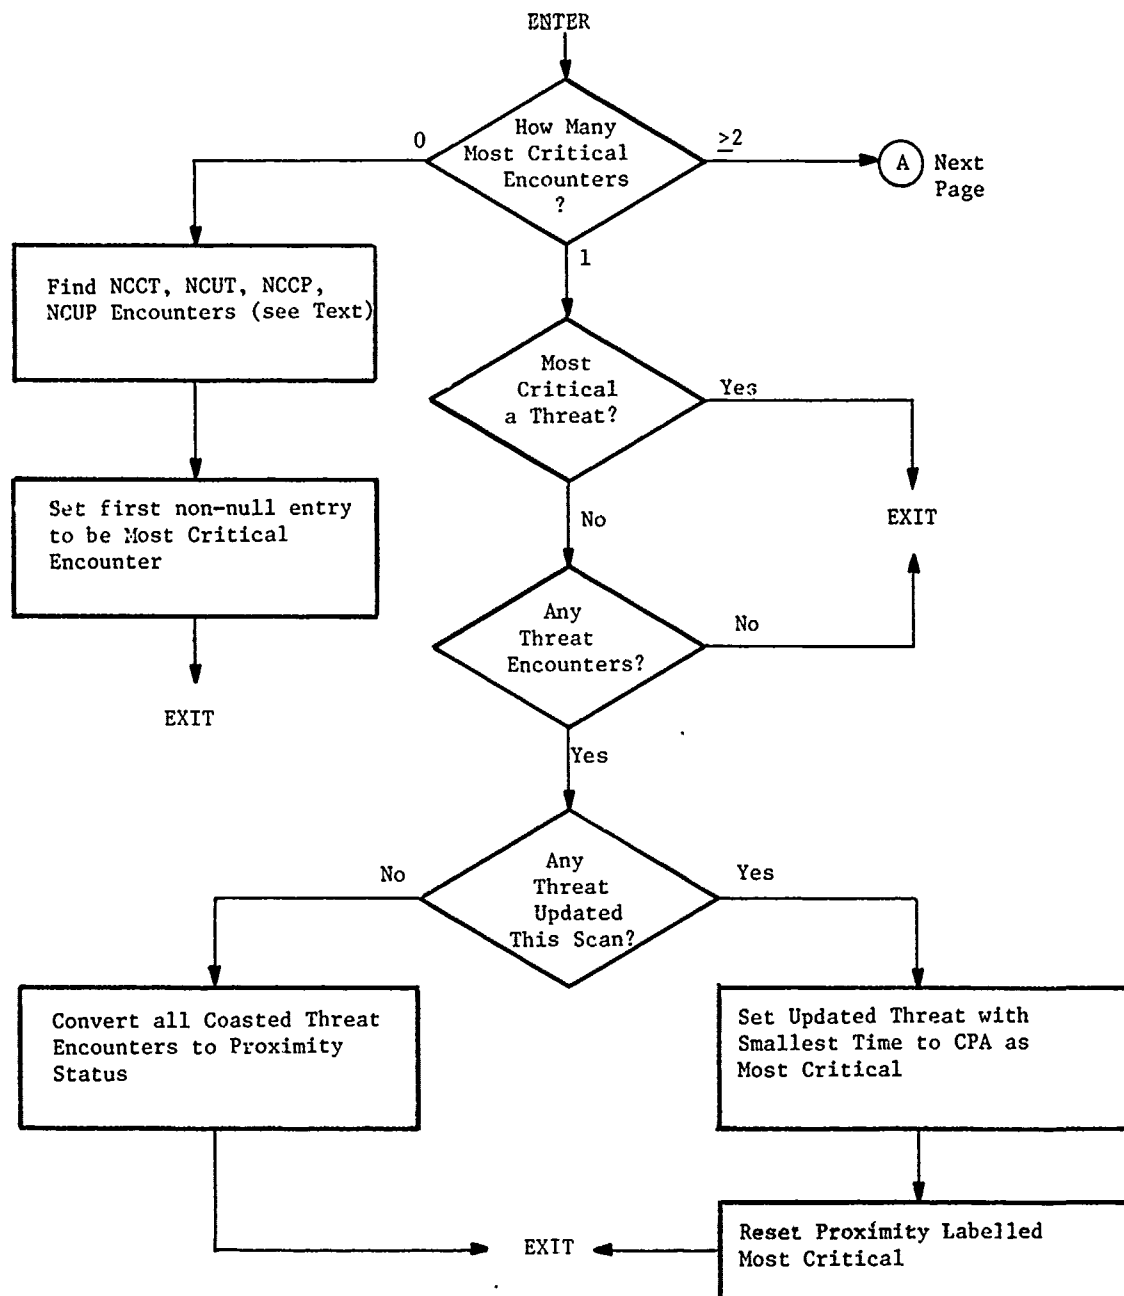 ENTER
How Many
Most Critical
Encounters
?
0
≥2
A
Next
Page
1
Find NCCT, NCUT, NCCP,
NCUP Encounters (see Text)
Most
Critical
a Threat?
Yes
Set first non-null entry
to be Most Critical
Encounter
EXIT
No
EXIT
Any
Threat
Encounters?
No
Yes
Any
Threat
Updated
This Scan?
No
Yes
Convert all Coasted Threat
Encounters to Proximity
Status
Set Updated Threat with
Smallest Time to CPA as
Most Critical
EXIT
Reset Proximity Labelled
Most Critical